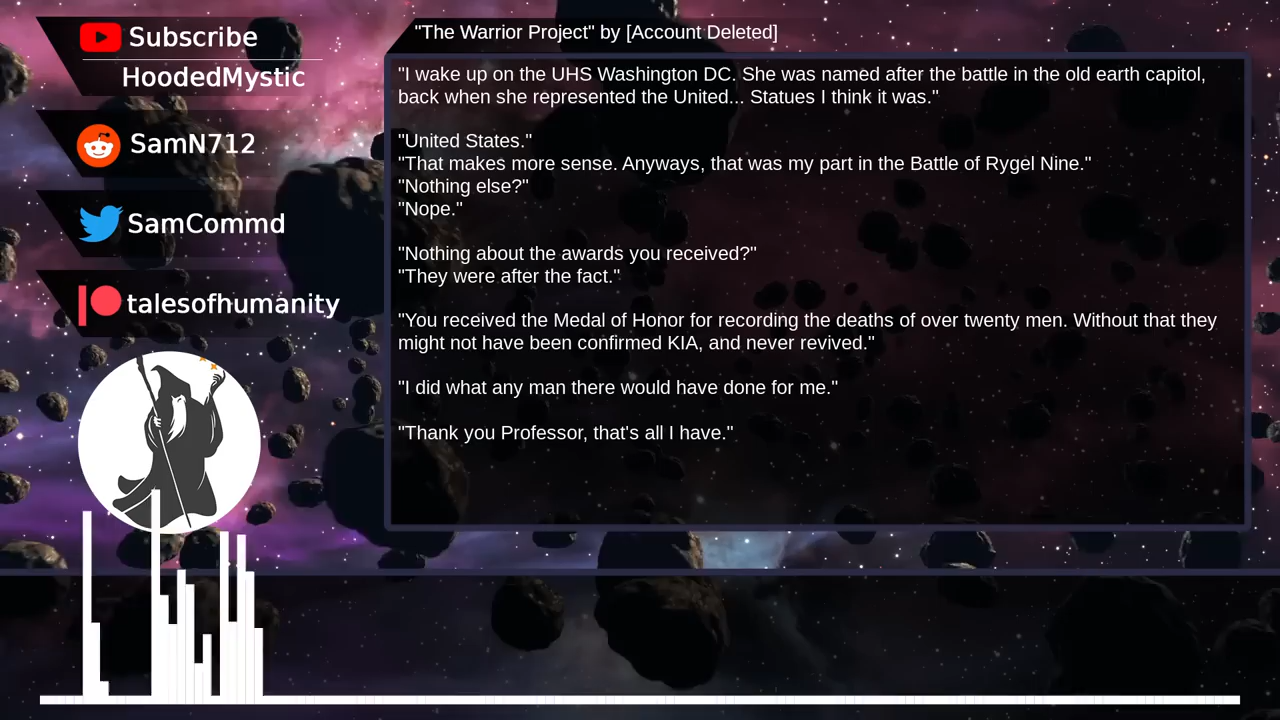 Subscribe
HoodedMystic
SamN712
SamCommd
talesofhumanity
"The Warrior Project" by [Account Deleted]
"I wake up on the UHS Washington DC. She was named after the battle in the old earth capitol,
back when she represented the United... Statues I think it was."
"United States."
"That makes more sense. Anyways, that was my part in the Battle of Rygel Nine."
"Nothing else?"
"Nope."
"Nothing about the awards you received?"
"They were after the fact."
"You received the Medal of Honor for recording the deaths of over twenty men. Without that they
might not have been confirmed KIA, and never revived."
"I did what any man there would have done for me."
"Thank you Professor, that's all I have."